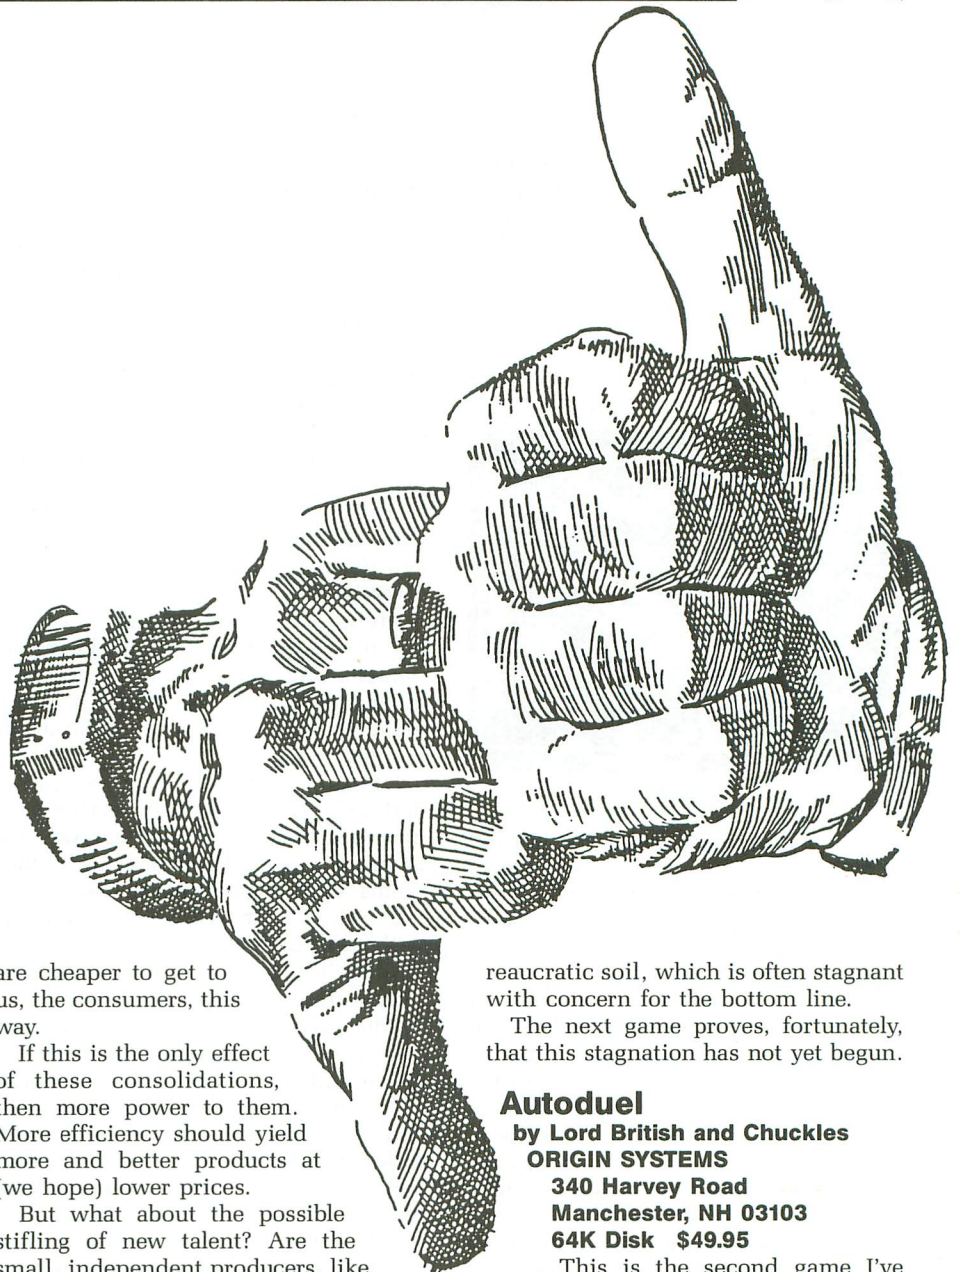 are cheaper to get to
us, the consumers, this
way.
If this is the only effect
of these consolidations,
then more power to them.
More efficiency should yield
more and better products at
(we hope) lower prices.
But what about the possible
stifling of new talent? Are the
small, independent producers, like
reaucratic soil, which is often stagnant
with concern for the bottom line.
The next game proves, fortunately,
that this stagnation has not yet begun.
Autoduel
by Lord British and Chuckles
ORIGIN SYSTEMS
340 Harvey Road
Manchester, NH 03103
64K Disk $49.95
This is the second game I've